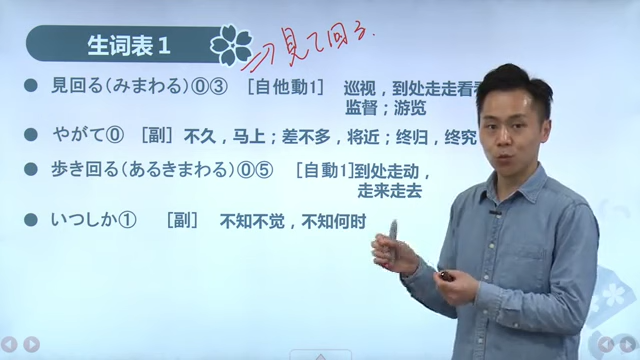 生词表1
→見て回る.
● 見回る（みまわる）⓪③ [自他動1] 巡视，到处走走看看
监督；游览
● やがて⓪ [副] 不久，马上；差不多，将近；终归，终究
● 歩き回る（あるきまわる）⓪⑤ [自動1]到处走动，
走来走去
● いつしか① [副] 不知不觉，不知何时